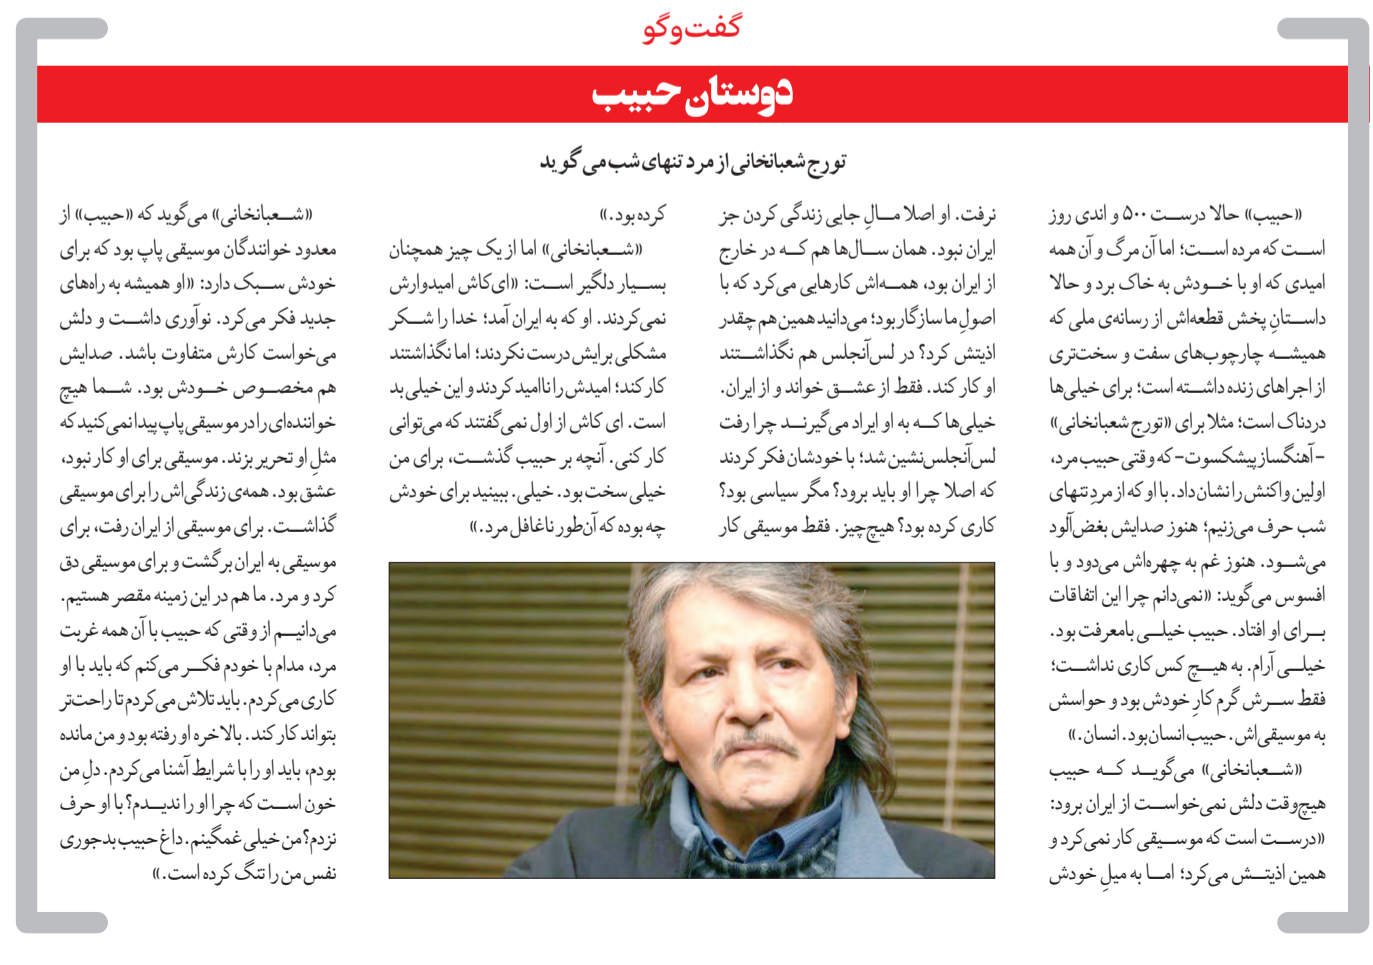 گفت‌وگو
دوستان حبیب
تورج شعبانخانی از مرد تنهای شب می گوید
«حبیب» حالا درست ۵۰۰ و اندی روز
است که مرده است؛ اما آن مرگ و آن همه
امیدی که او با خودش به خاک برد و حالا
داستانِ پخش قطعه‌اش از رسانه‌ی ملی که
همیشه چارچوب‌های سفت و سخت‌تری
از اجراهای زنده داشته است؛ برای خیلی‌ها
دردناک است؛ مثلا برای «تورج شعبانخانی»
-آهنگساز پیشکسوت- که وقتی حبیب مرد،
اولین واکنش را نشان داد. با او که از مردِ تنهای
شب حرف می‌زنیم؛ هنوز صدایش بغض‌آلود
می‌شود. هنوز غم به چهره‌اش می‌دود و با
افسوس می‌گوید: «نمی‌دانم چرا این اتفاقات
برای او افتاد. حبیب خیلی بامعرفت بود.
خیلی آرام. به هیچ کس کاری نداشت؛
فقط سرش گرم کارِ خودش بود و حواسش
به موسیقی‌اش. حبیب انسان بود. انسان.»
«شعبانخانی» می‌گوید که حبیب
هیچ‌وقت دلش نمی‌خواست از ایران برود:
«درست است که موسیقی کار نمی‌کرد و
همین اذیتش می‌کرد؛ اما به میلِ خودش
نرفت. او اصلا مالِ جایی زندگی کردن جز
ایران نبود. همان سال‌ها هم که در خارج
از ایران بود، همه‌اش کارهایی می‌کرد که با
اصولِ ما سازگار بود؛ می‌دانید همین هم چقدر
اذیتش کرد؟ در لس‌آنجلس هم نگذاشتند
او کار کند. فقط از عشق خواند و از ایران.
خیلی‌ها که به او ایراد می‌گیرند چرا رفت
لس‌آنجلس‌نشین شد؛ با خودشان فکر کردند
که اصلا چرا او باید برود؟ مگر سیاسی بود؟
کاری کرده بود؟ هیچ‌چیز. فقط موسیقی کار
کرده بود.»
«شعبانخانی» اما از یک چیز همچنان
بسیار دلگیر است: «ای‌کاش امیدوارش
نمی‌کردند. او که به ایران آمد؛ خدا را شکر
مشکلی برایش درست نکردند؛ اما نگذاشتند
کار کند؛ امیدش را ناامید کردند و این خیلی بد
است. ای کاش از اول نمی‌گفتند که می‌توانی
کار کنی. آنچه بر حبیب گذشت، برای من
خیلی سخت بود. خیلی. ببینید برای خودش
چه بوده که آن‌طور ناغافل مرد.»
«شعبانخانی» می‌گوید که «حبیب» از
معدود خوانندگان موسیقی پاپ بود که برای
خودش سبک دارد: «او همیشه به راه‌های
جدید فکر می‌کرد. نوآوری داشت و دلش
می‌خواست کارش متفاوت باشد. صدایش
هم مخصوص خودش بود. شما هیچ
خواننده‌ای را در موسیقی پاپ پیدا نمی‌کنید که
مثلِ او تحریر بزند. موسیقی برای او کار نبود،
عشق بود. همه‌ی زندگی‌اش را برای موسیقی
گذاشت. برای موسیقی از ایران رفت، برای
موسیقی به ایران برگشت و برای موسیقی دق
کرد و مرد. ما هم در این زمینه مقصر هستیم.
می‌دانیم از وقتی که حبیب با آن همه غربت
مرد، مدام با خودم فکر می‌کنم که باید با او
کاری می‌کردم. باید تلاش می‌کردم تا راحت‌تر
بتواند کار کند. بالاخره او رفته بود و من مانده
بودم، باید او را با شرایط آشنا می‌کردم. دلِ من
خون است که چرا او را ندیدم؟ با او حرف
نزدم؟ من خیلی غمگینم. داغ حبیب بدجوری
نفس من را تنگ کرده است.»